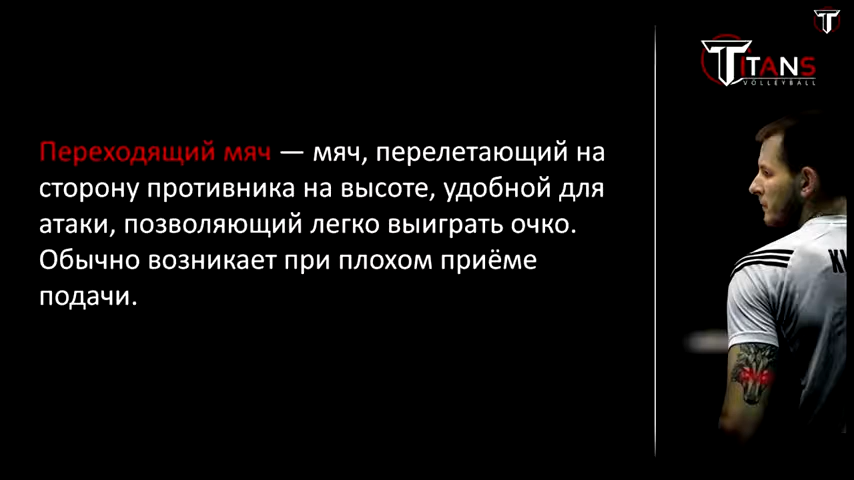 TITANS
VOLLEYBALL
Переходящий мяч — мяч, перелетающий на
сторону противника на высоте, удобной для
атаки, позволяющий легко выиграть очко.
Обычно возникает при плохом приёме
подачи.